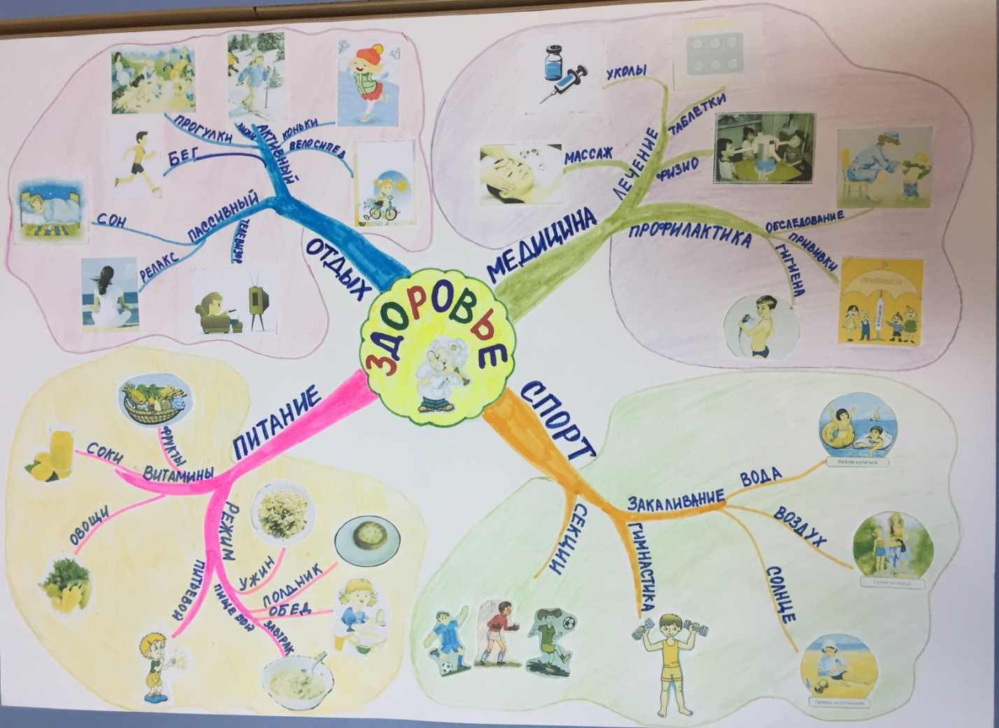 ЗДОРОВЬЕ
ОТДЫХ
АКТИВНЫЙ
ПРОГУЛКИ
ЛЫЖИ
КОНЬКИ
ВЕЛОСИПЕД
БЕГ
ПАССИВНЫЙ
СОН
РЕЛАКС
ТЕЛЕВИЗОР
МЕДИЦИНА
ЛЕЧЕНИЕ
УКОЛЫ
ТАБЛЕТКИ
МАССАЖ
ФИЗИО
ПРОФИЛАКТИКА
ОБСЛЕДОВАНИЕ
ПРИВИВКИ
ГИГИЕНА
ПИТАНИЕ
ВИТАМИНЫ
ФРУКТЫ
СОКИ
ОВОЩИ
РЕЖИМ
ПИТЬЕВОЙ
ПИЩЕВОЙ
УЖИН
ПОЛДНИК
ОБЕД
ЗАВТРАК
СПОРТ
СЕКЦИИ
ГИМНАСТИКА
ЗАКАЛИВАНИЕ
ВОДА
ВОЗДУХ
СОЛНЦЕ